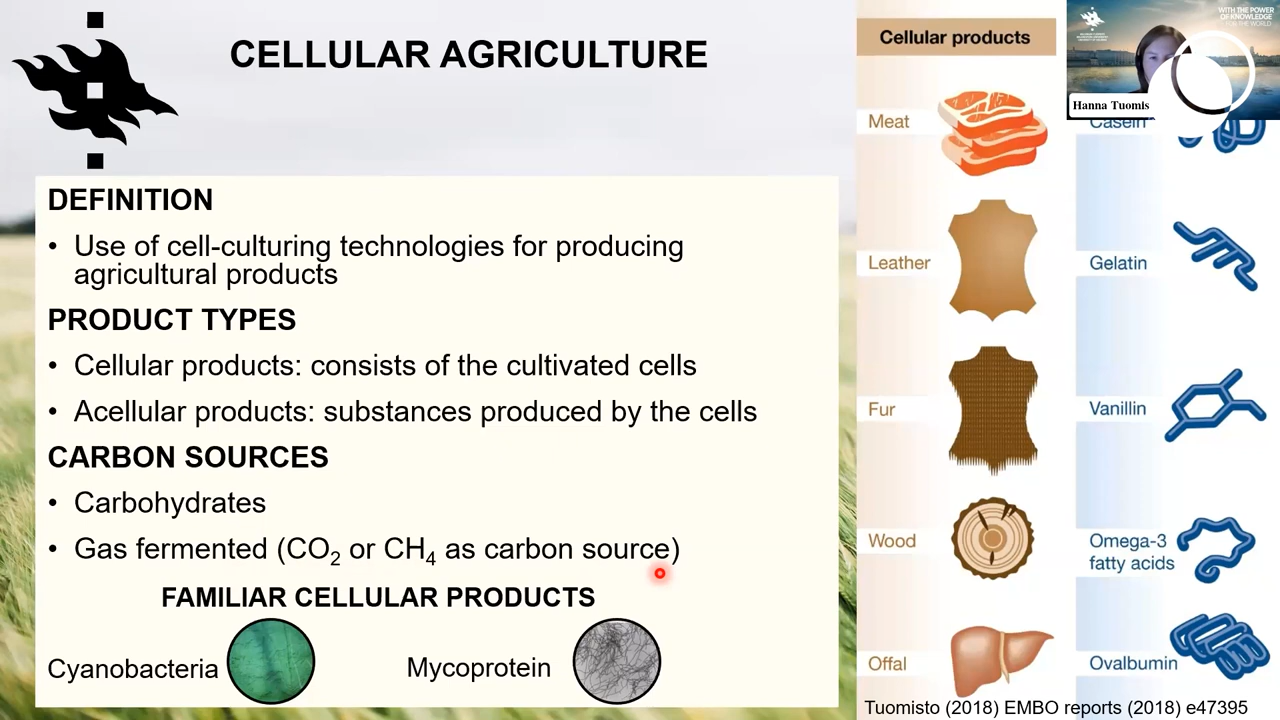 CELLULAR AGRICULTURE
DEFINITION
• Use of cell-culturing technologies for producing
agricultural products
PRODUCT TYPES
• Cellular products: consists of the cultivated cells
• Acellular products: substances produced by the cells
CARBON SOURCES
• Carbohydrates
• Gas fermented (CO₂ or CH₄ as carbon source)
FAMILIAR CELLULAR PRODUCTS
Cyanobacteria
Mycoprotein
Cellular products
Meat
Leather
Fur
Wood
Offal
WITH THE POWER
OF KNOWLEDGE
FOR THE WORLD
Hanna Tuomis
Casein
Gelatin
Vanillin
Omega-3
fatty acids
Ovalbumin
Tuomisto (2018) EMBO reports (2018) e47395